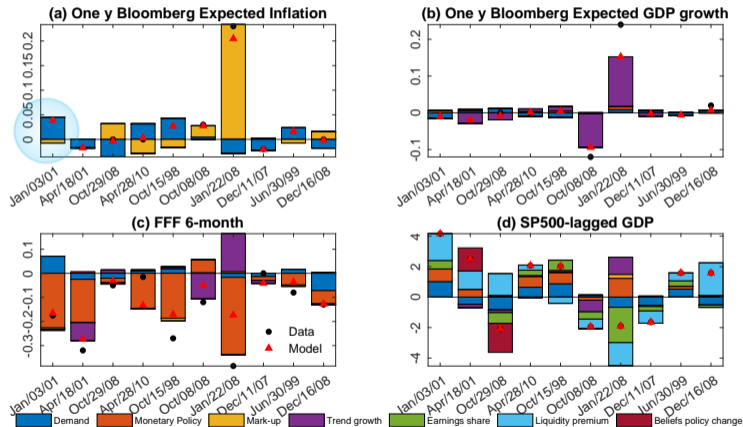 (a) One y Bloomberg Expected Inflation
(b) One y Bloomberg Expected GDP growth
0.2
0.15
0.1
0.05
0
0.2
0.1
0
-0.1
Jan/03/01 Apr/18/01 Oct/29/08 Apr/28/10 Oct/15/98 Oct/08/08 Jan/22/08 Dec/11/07 Jun/30/99 Dec/16/08
Jan/03/01 Apr/18/01 Oct/29/08 Apr/28/10 Oct/15/98 Oct/08/08 Jan/22/08 Dec/11/07 Jun/30/99 Dec/16/08
(c) FFF 6-month
(d) SP500-lagged GDP
0.1
0
-0.1
-0.2
-0.3
Data
Model
4
2
0
-2
-4
Jan/03/01 Apr/18/01 Oct/29/08 Apr/28/10 Oct/15/98 Oct/08/08 Jan/22/08 Dec/11/07 Jun/30/99 Dec/16/08
Jan/03/01 Apr/18/01 Oct/29/08 Apr/28/10 Oct/15/98 Oct/08/08 Jan/22/08 Dec/11/07 Jun/30/99 Dec/16/08
Demand Monetary Policy Mark-up Trend growth Earnings share Liquidity premium Beliefs policy change